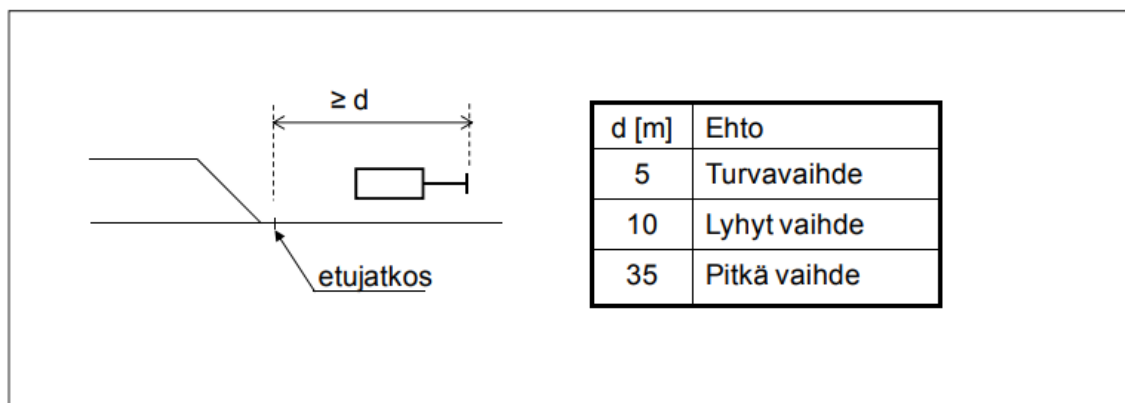 ≥ d
etujatkos
d [m] Ehto
5 Turvavaihde
10 Lyhyt vaihde
35 Pitkä vaihde